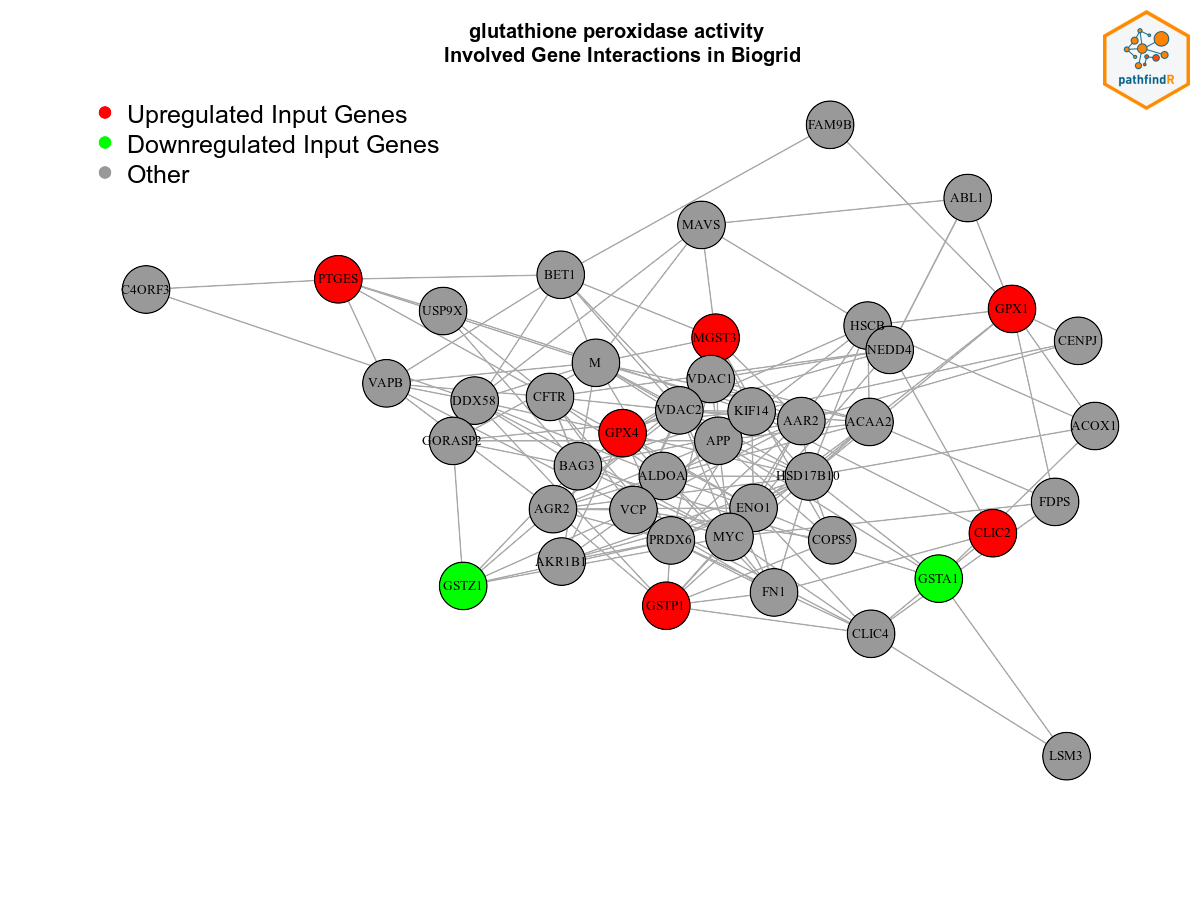 glutathione peroxidase activity
Involved Gene Interactions in Biogrid
pathfindR
Upregulated Input Genes
Downregulated Input Genes
Other
FAM9B
ABL1
MAVS
BET1
PTGES
C4ORF3
USP9X
GPX1
HSCB
MGST3
CENPJ
NEDD4
M
VDAC1
VAPB
CFTR
DDX58
VDAC2
KIF14
AAR2
ACAA2
ACOX1
GPX4
GORASP2
APP
BAG3
ALDOA
HSD17B10
FDPS
AGR2
VCP
ENO1
CLIC2
MYC
PRDX6
COPS5
AKR1B1
GSTZ1
GSTA1
FN1
GSTP1
CLIC4
LSM3